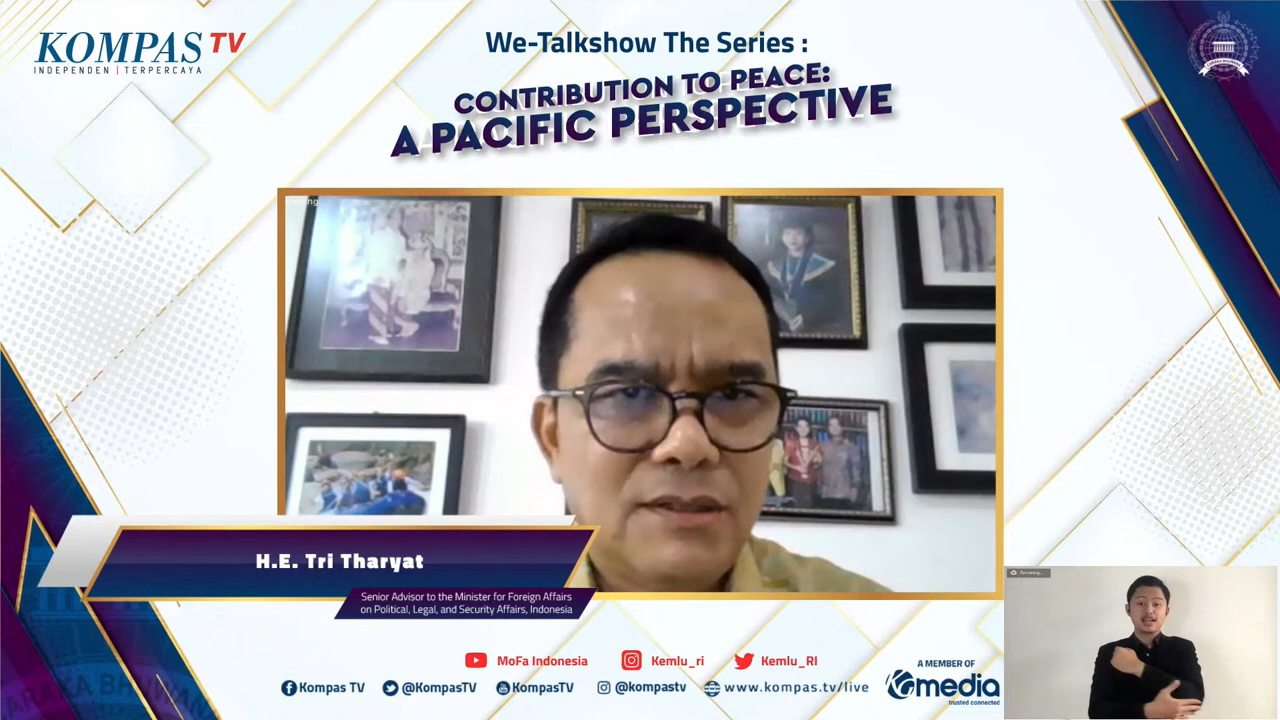 KOMPAS TV
INDEPENDEN | TERPERCAYA
We-Talkshow The Series :
CONTRIBUTION TO PEACE:
A PACIFIC PERSPECTIVE
H.E. Tri Tharyat
Senior Advisor to the Minister for Foreign Affairs
on Political, Legal, and Security Affairs, Indonesia
MoFa Indonesia
Kemlu_ri
Kemlu_RI
Kompas TV
@KompasTV
KompasTV
@kompastv
www.kompas.tv/live
A MEMBER OF
media
trusted connected